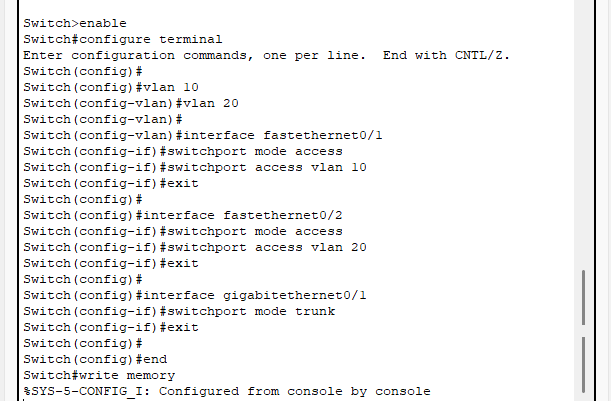 Switch>enable
Switch#configure terminal
Enter configuration commands, one per line.  End with CNTL/Z.
Switch(config)#
Switch(config)#vlan 10
Switch(config-vlan)#vlan 20
Switch(config-vlan)#
Switch(config-vlan)#interface fastethernet0/1
Switch(config-if)#switchport mode access
Switch(config-if)#switchport access vlan 10
Switch(config-if)#exit
Switch(config)#
Switch(config)#interface fastethernet0/2
Switch(config-if)#switchport mode access
Switch(config-if)#switchport access vlan 20
Switch(config-if)#exit
Switch(config)#
Switch(config)#interface gigabitethernet0/1
Switch(config-if)#switchport mode trunk
Switch(config-if)#exit
Switch(config)#
Switch(config)#end
Switch#write memory
%SYS-5-CONFIG_I: Configured from console by console